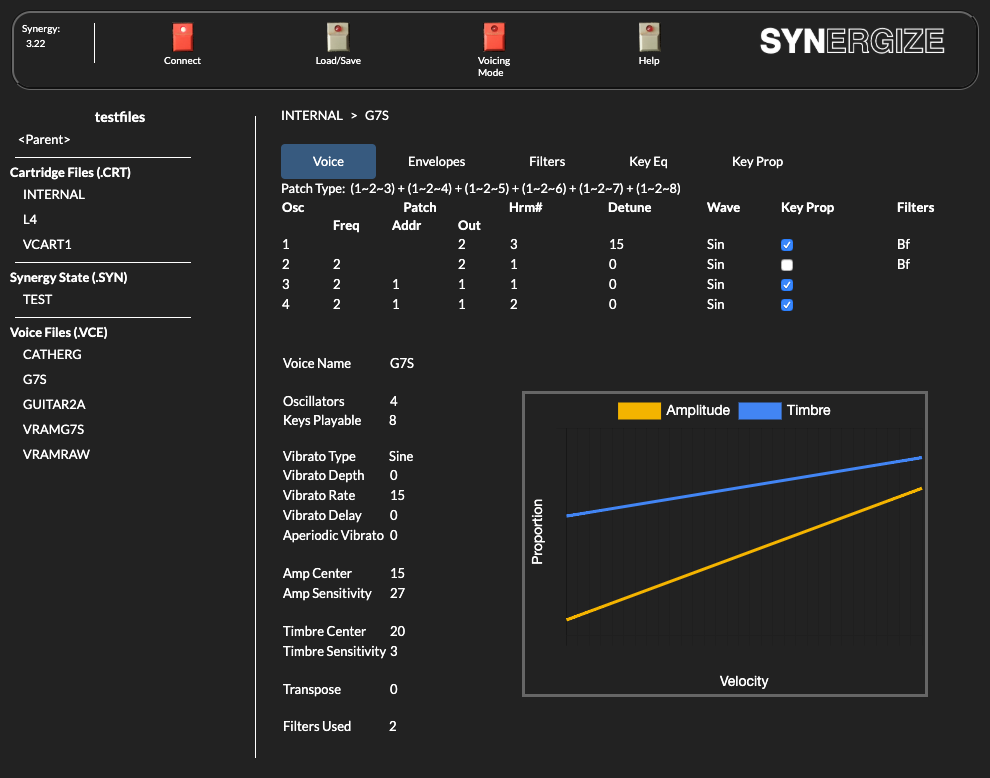 Synergy:
3.22
Connect
Load/Save
Voicing
Mode
Help
SYNERGIZE
testfiles
<Parent>
Cartridge Files (.CRT)
INTERNAL
L4
VCART1
Synergy State (.SYN)
TEST
Voice Files (.VCE)
CATHERG
G7S
GUITAR2A
VRAMG7S
VRAMRAW
INTERNAL > G7S
Voice Envelopes Filters Key Eq Key Prop
Patch Type: (1~2~3) + (1~2~4) + (1~2~5) + (1~2~6) + (1~2~7) + (1~2~8)
Osc Patch Hrm# Detune Wave Key Prop Filters
Freq Addr Out
1 2 3 15 Sin Bf
2 2 2 1 0 Sin Bf
3 2 1 1 1 0 Sin
4 2 1 1 2 0 Sin
Voice Name G7S
Oscillators 4
Keys Playable 8
Vibrato Type Sine
Vibrato Depth 0
Vibrato Rate 15
Vibrato Delay 0
Aperiodic Vibrato 0
Amp Center 15
Amp Sensitivity 27
Timbre Center 20
Timbre Sensitivity 3
Transpose 0
Filters Used 2
Amplitude Timbre
Proportion
Velocity